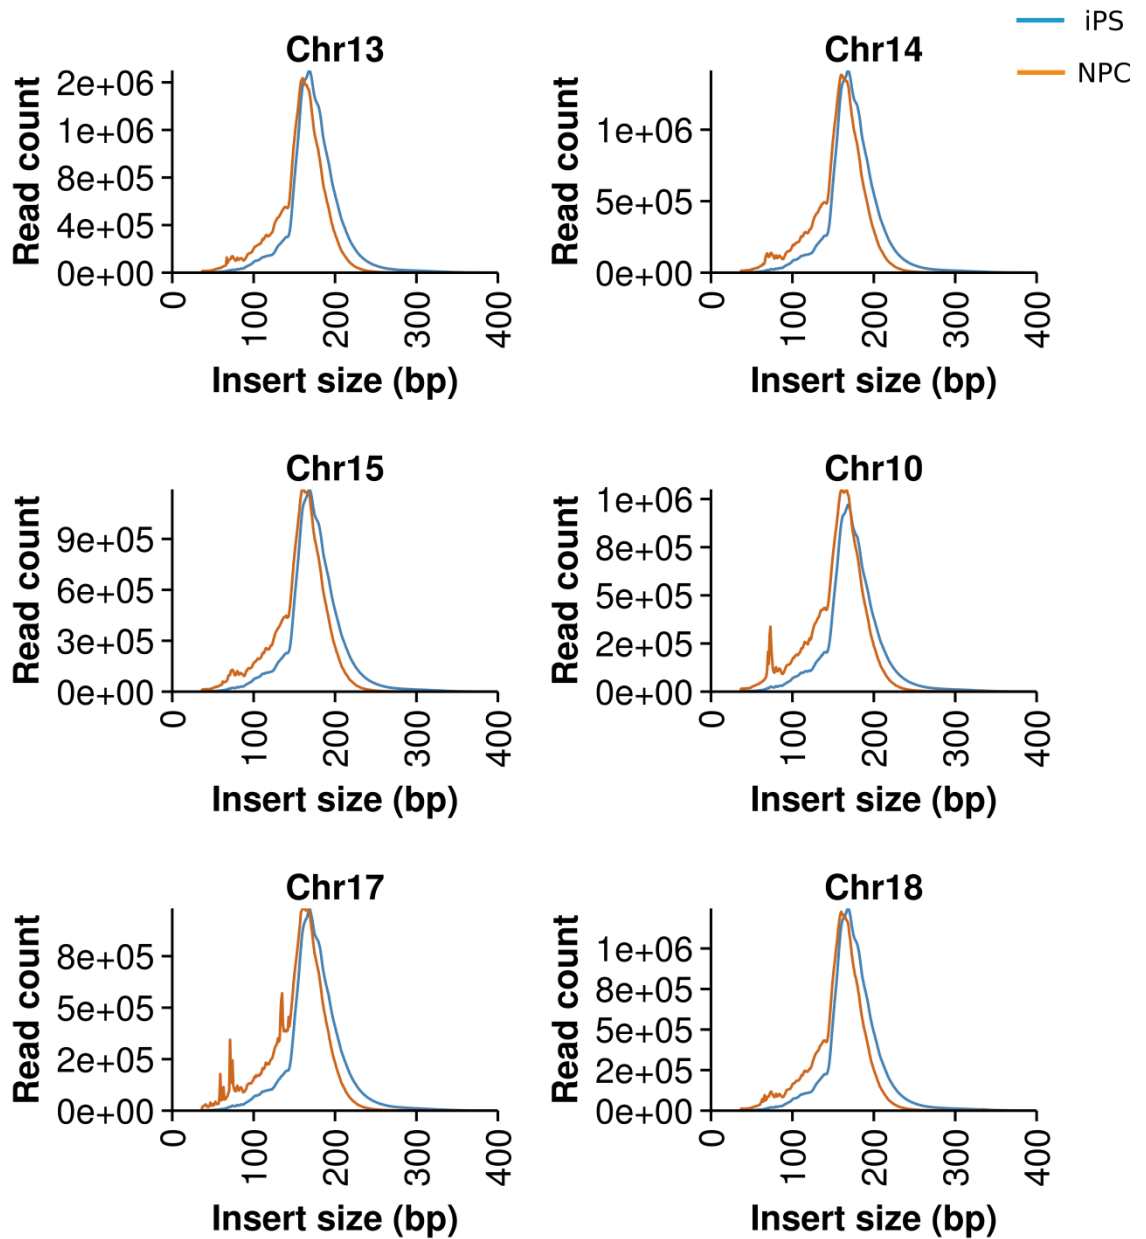 iPS
NPC
Chr13
Read count
2e+06
1e+06
8e+05
4e+05
0e+00
0 100 200 300 400
Insert size (bp)
Chr14
Read count
1e+06
5e+05
0e+00
0 100 200 300 400
Insert size (bp)
Chr15
Read count
9e+05
6e+05
3e+05
0e+00
0 100 200 300 400
Insert size (bp)
Chr10
Read count
1e+06
8e+05
5e+05
2e+05
0e+00
0 100 200 300 400
Insert size (bp)
Chr17
Read count
8e+05
5e+05
2e+05
0e+00
0 100 200 300 400
Insert size (bp)
Chr18
Read count
1e+06
8e+05
5e+05
2e+05
0e+00
0 100 200 300 400
Insert size (bp)